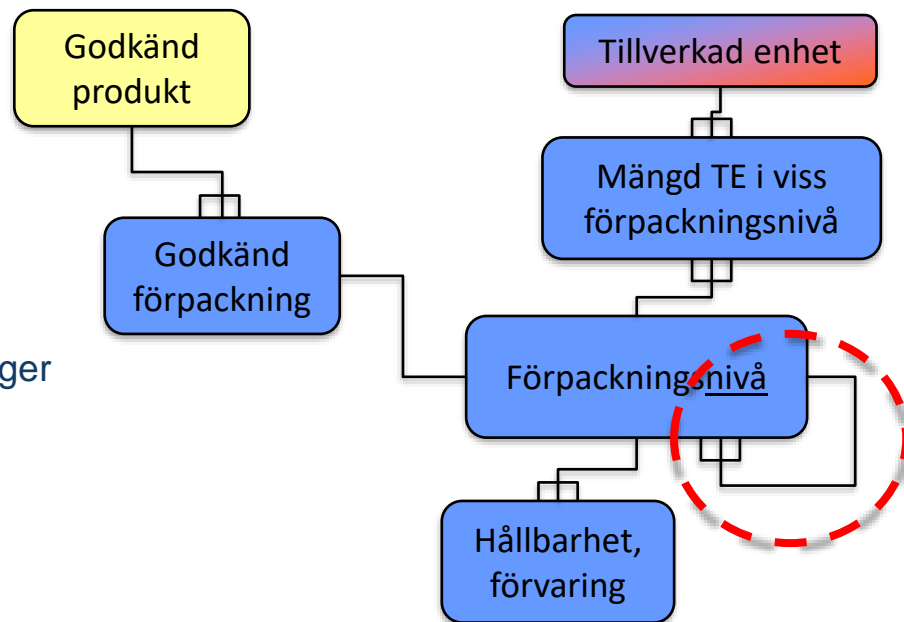 Godkänd
produkt
Tillverkad enhet
Mängd TE i viss
förpackningsnivå
Godkänd
förpackning
Förpackningsnivå
ger
Hållbarhet,
förvaring